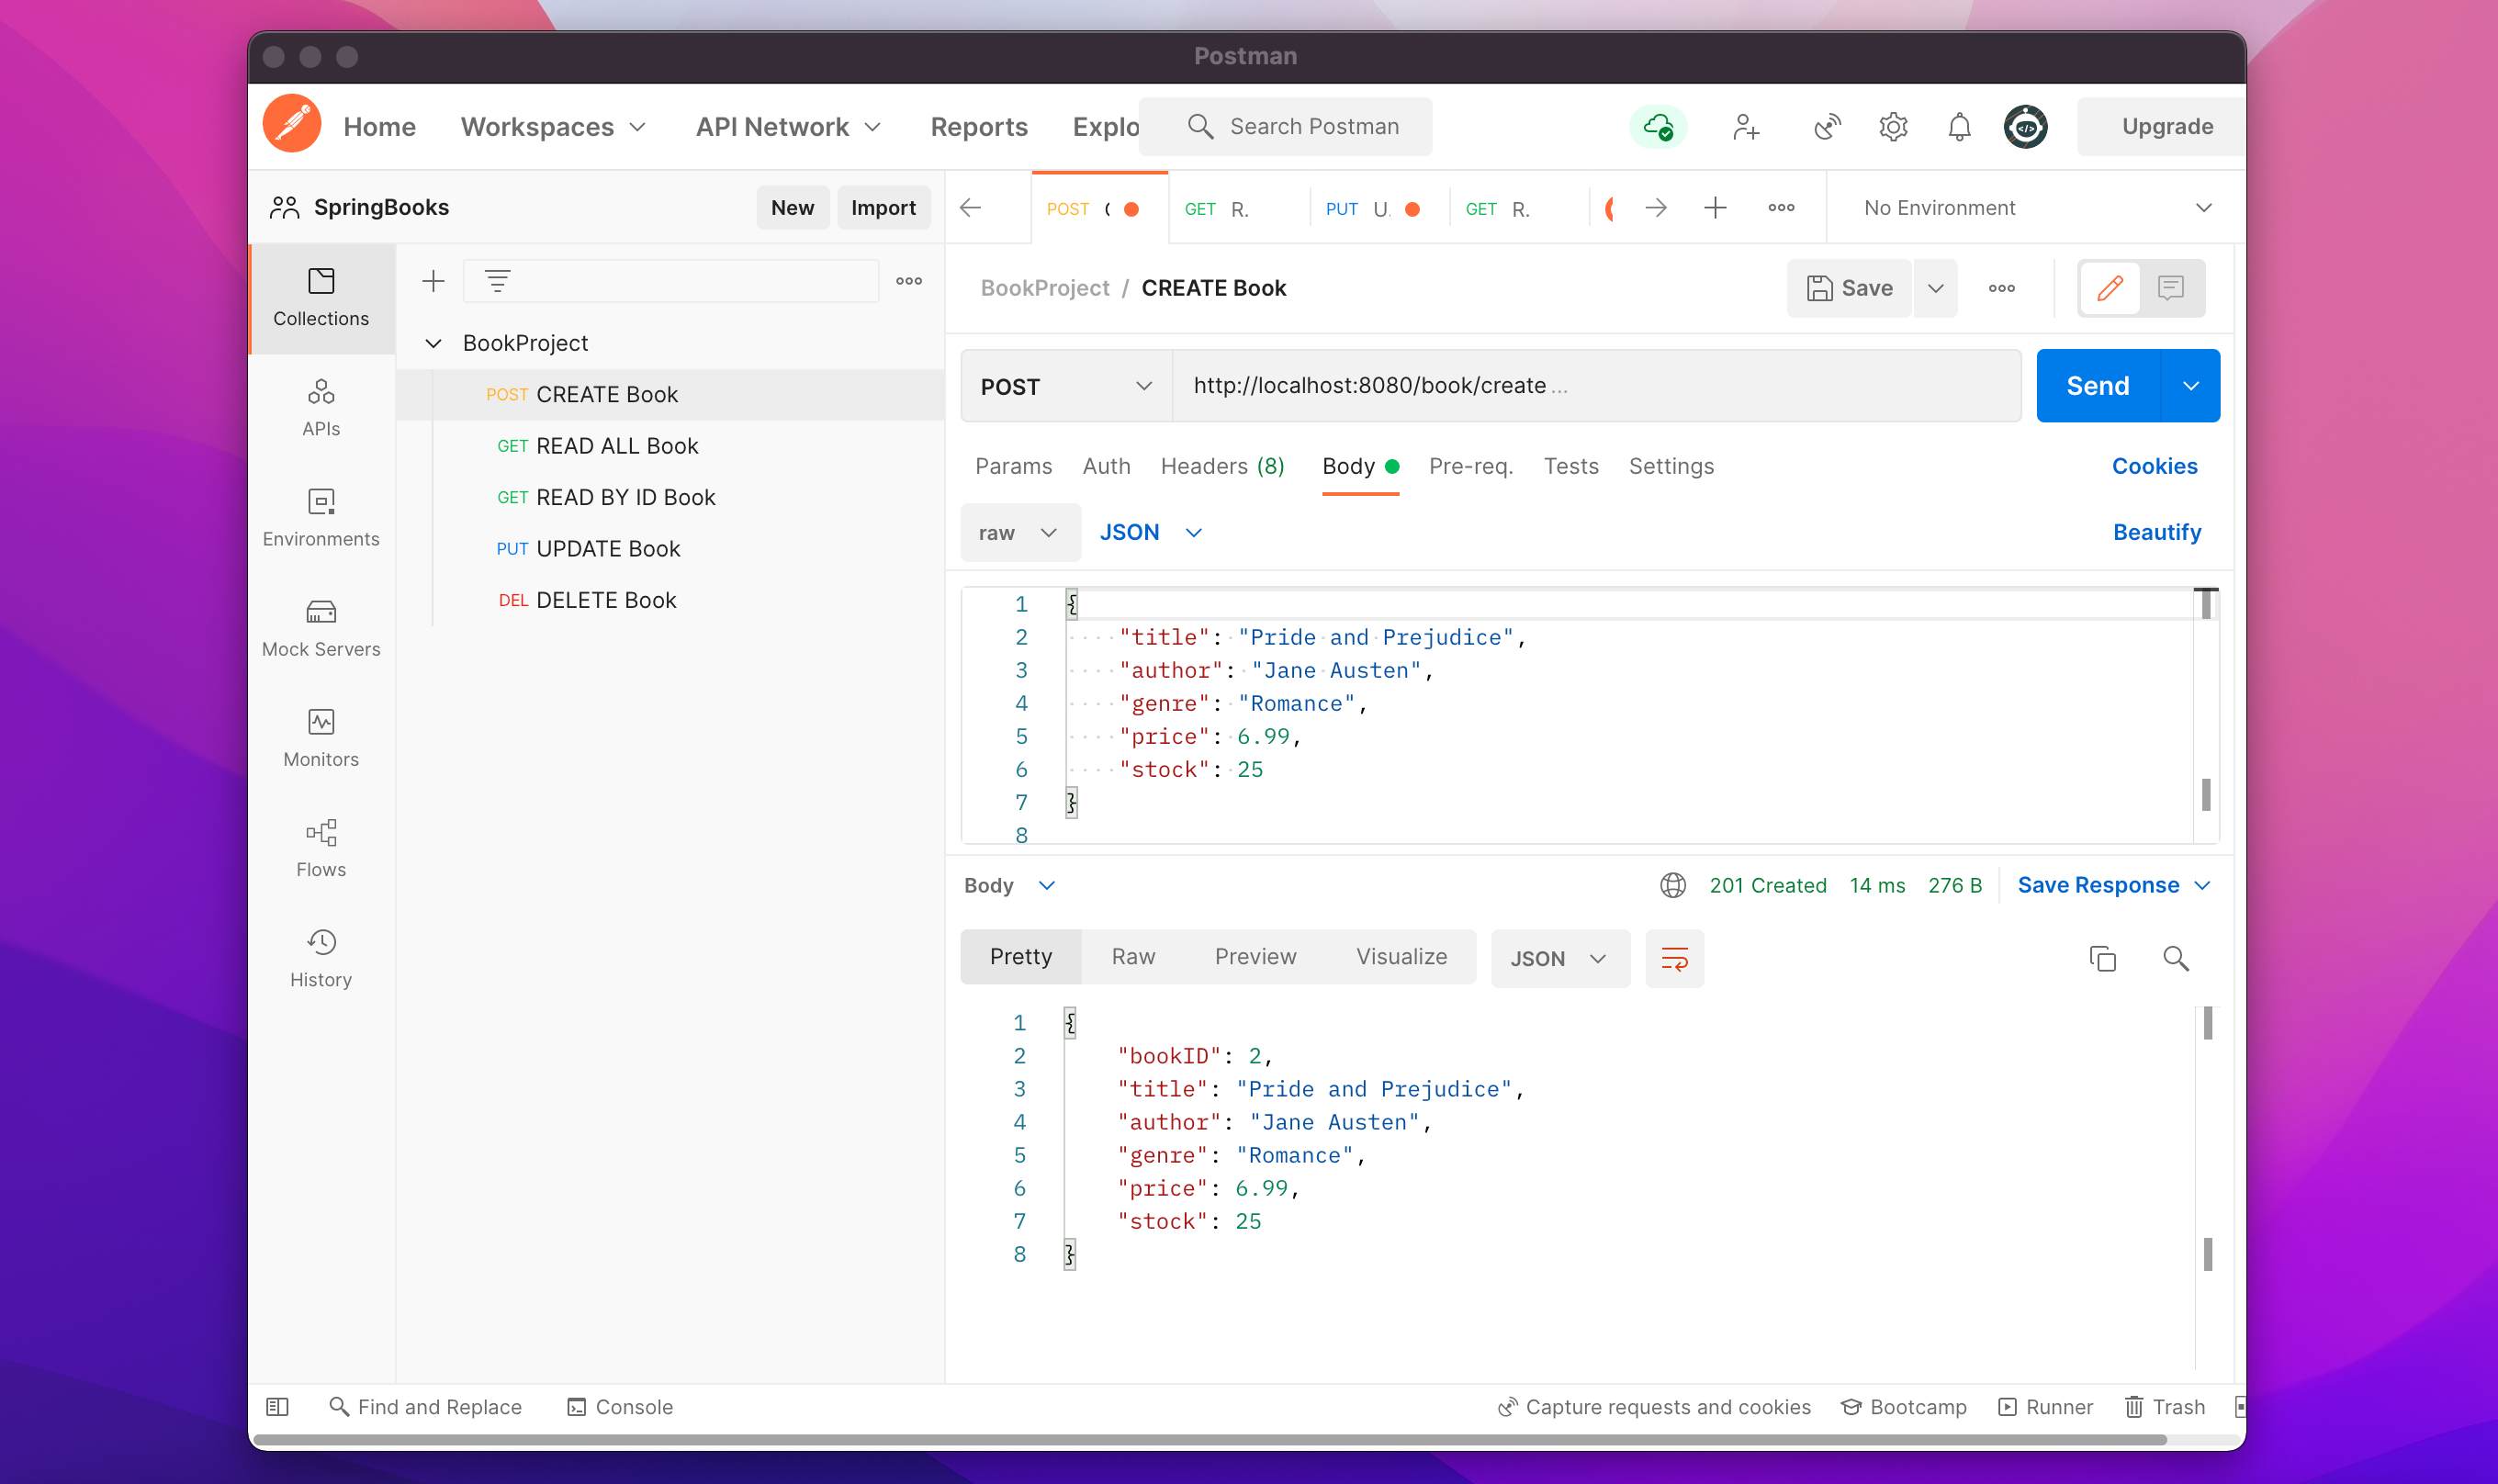 Postman
Home Workspaces API Network Reports Explo Search Postman Upgrade
SpringBooks New Import
POST GET R. PUT U. GET R. No Environment
Collections
APIs
Environments
Mock Servers
Monitors
Flows
History
BookProject
POST CREATE Book
GET READ ALL Book
GET READ BY ID Book
PUT UPDATE Book
DEL DELETE Book
BookProject / CREATE Book Save
POST http://localhost:8080/book/create... Send
Params Auth Headers (8) Body Pre-req. Tests Settings Cookies
raw JSON Beautify
1 {
2 "title": "Pride and Prejudice",
3 "author": "Jane Austen",
4 "genre": "Romance",
5 "price": 6.99,
6 "stock": 25
7 }
8
Body 201 Created 14 ms 276 B Save Response
Pretty Raw Preview Visualize JSON
1 {
2 "bookID": 2,
3 "title": "Pride and Prejudice",
4 "author": "Jane Austen",
5 "genre": "Romance",
6 "price": 6.99,
7 "stock": 25
8 }
Find and Replace Console Capture requests and cookies Bootcamp Runner Trash